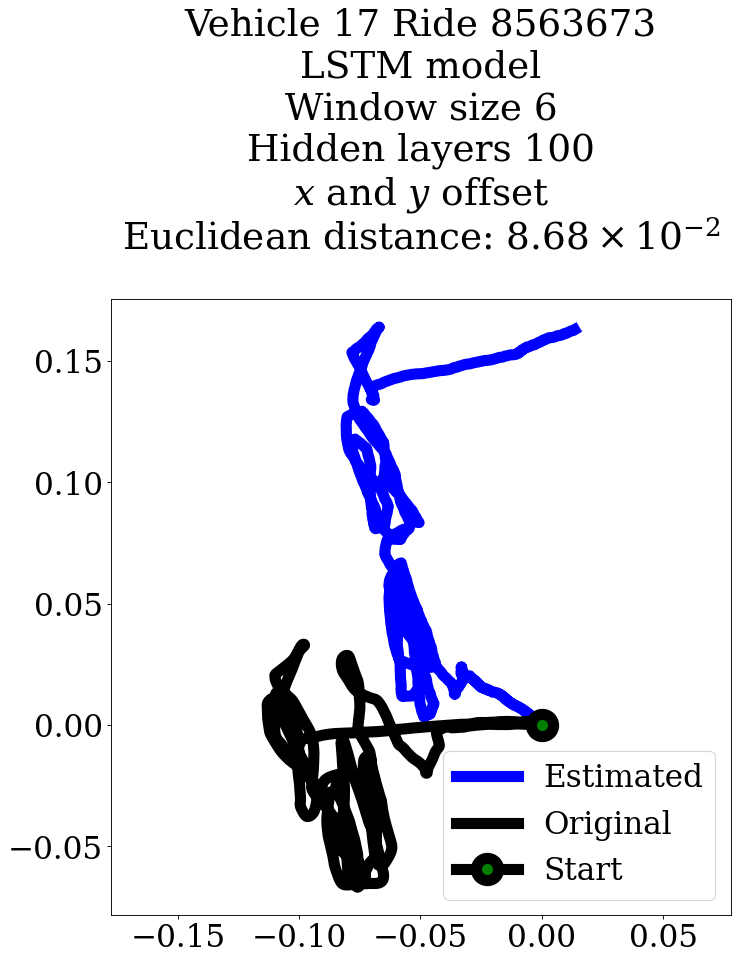 Vehicle 17 Ride 8563673
LSTM model
Window size 6
Hidden layers 100
x and y offset
Euclidean distance: 8.68 × 10⁻²
0.15
0.10
0.05
0.00
−0.05
Estimated
Original
Start
−0.15 −0.10 −0.05 0.00 0.05